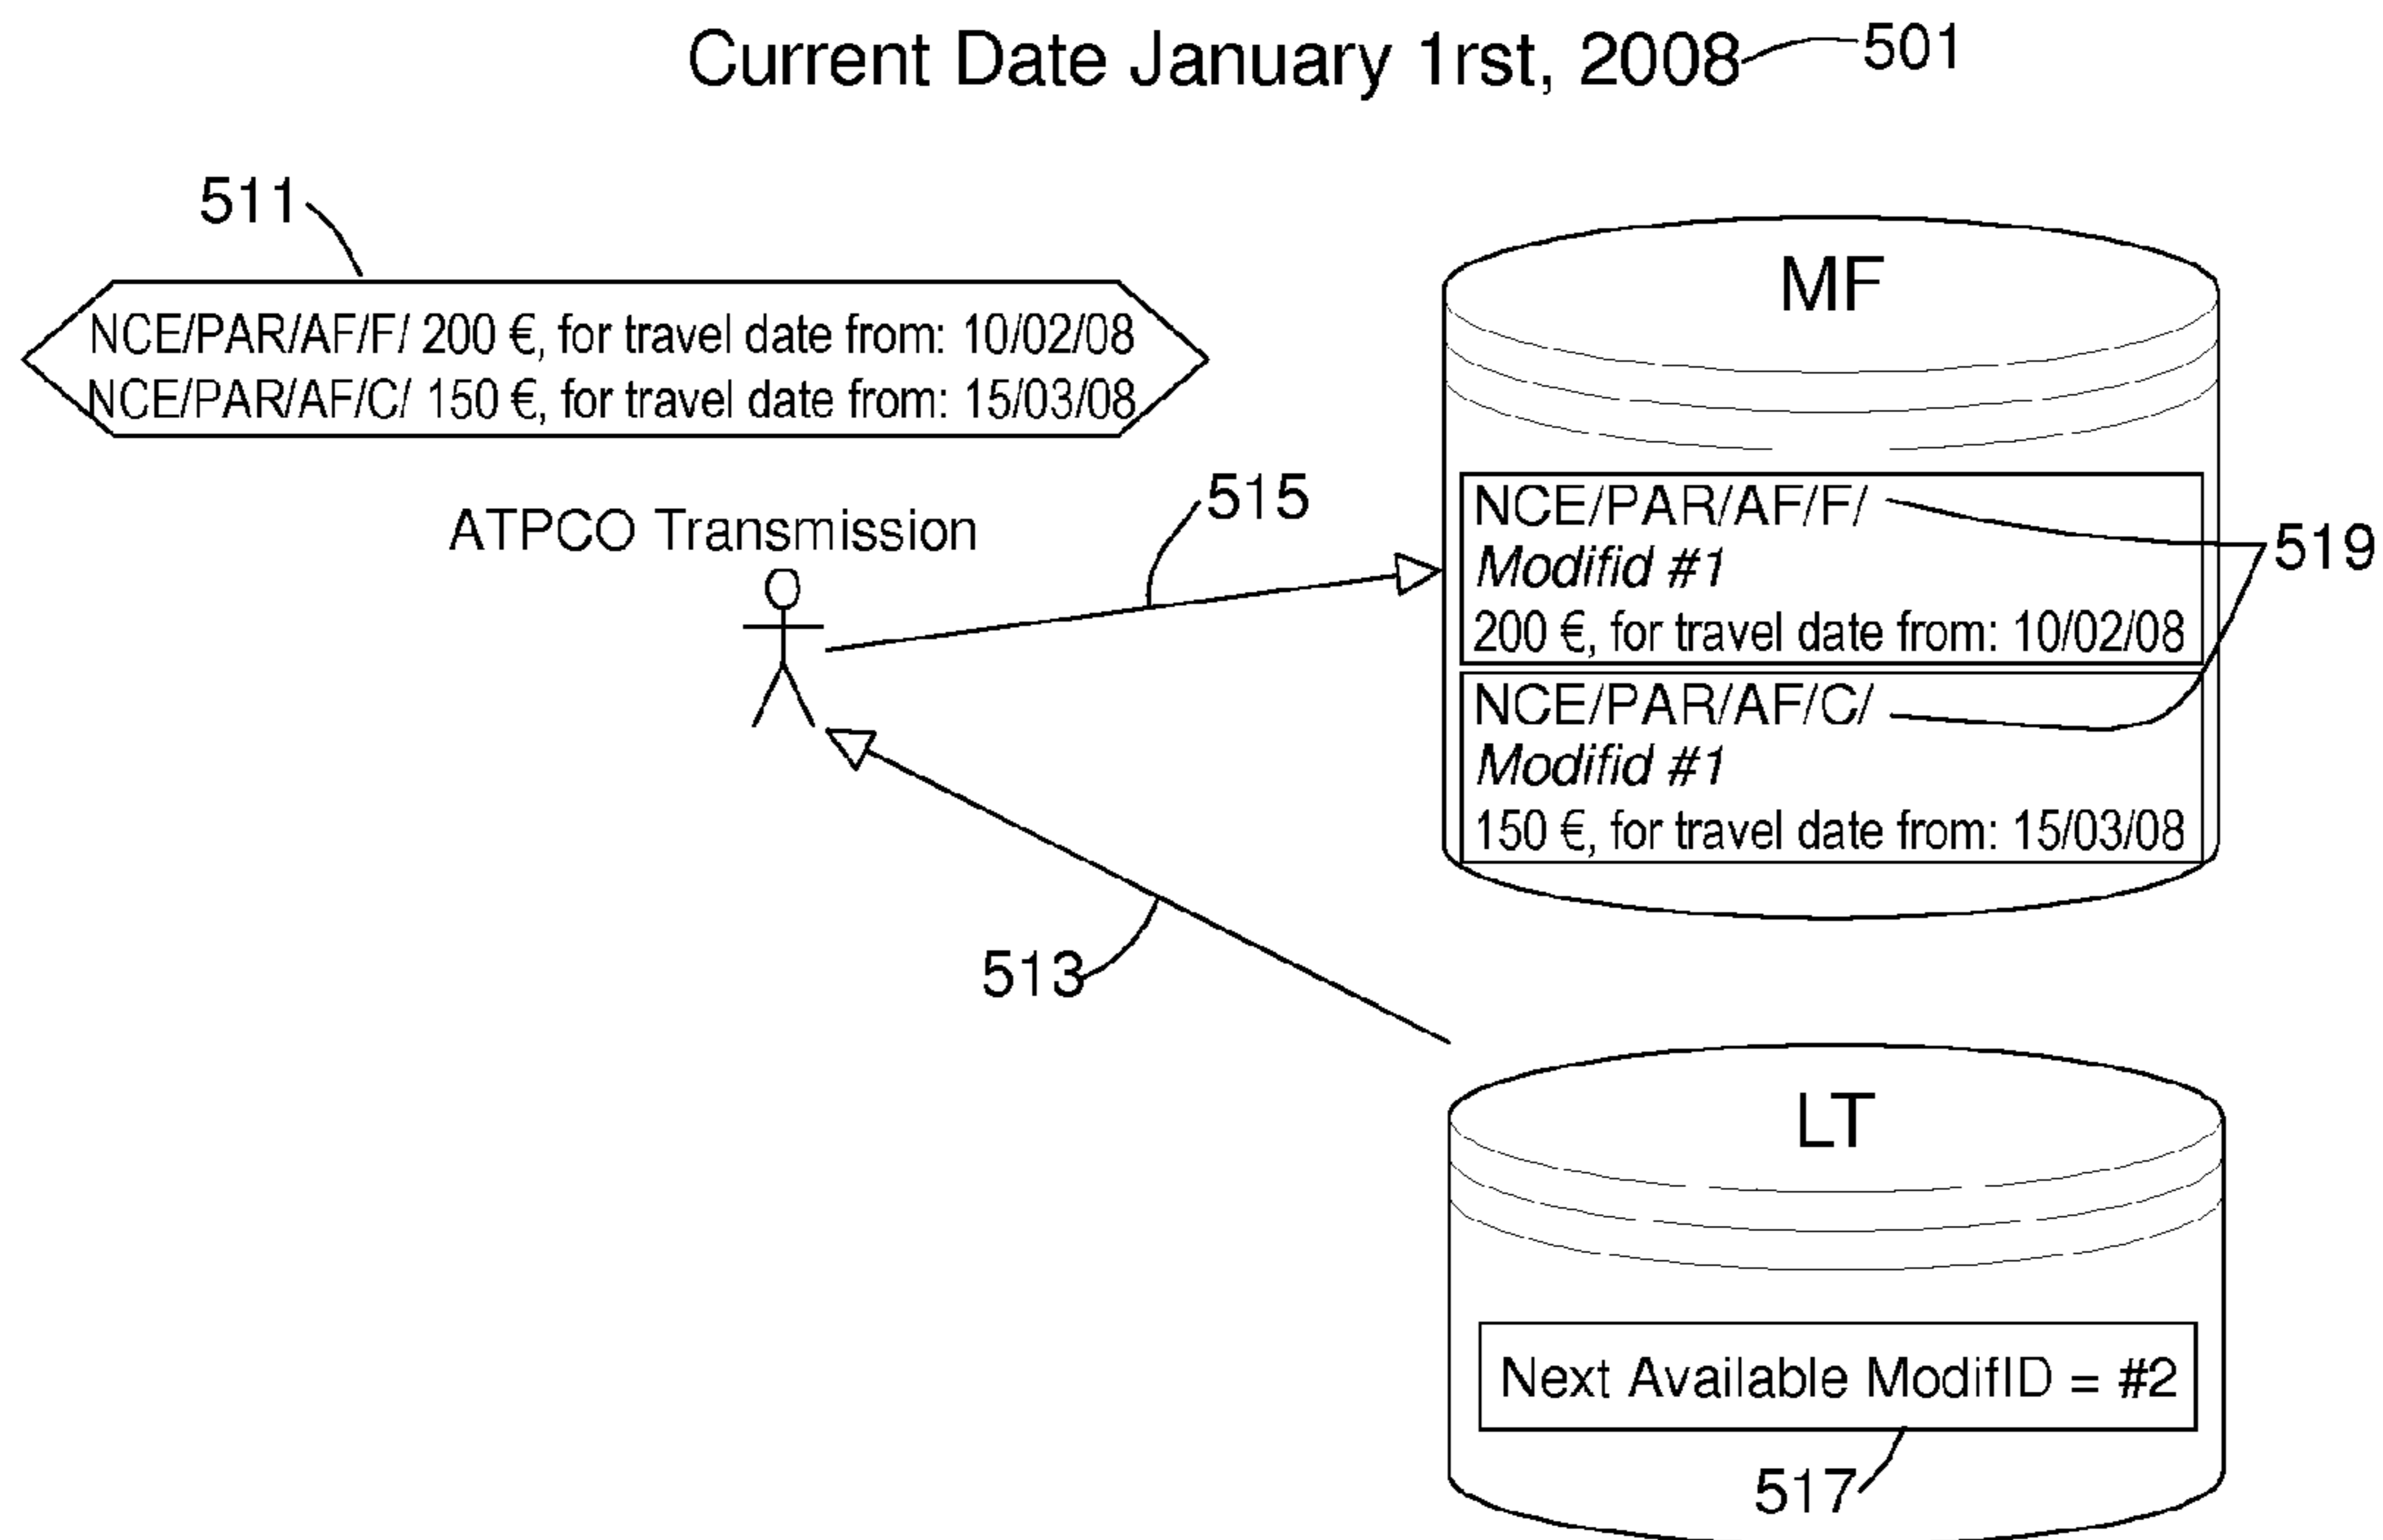 Current Date January 1rst, 2008
501
511
NCE/PAR/AF/F/ 200 €, for travel date from: 10/02/08
NCE/PAR/AF/C/ 150 €, for travel date from: 15/03/08
ATPCO Transmission
515
MF
NCE/PAR/AF/F/
Modifid #1
200 €, for travel date from: 10/02/08
519
NCE/PAR/AF/C/
Modifid #1
150 €, for travel date from: 15/03/08
513
LT
Next Available ModifID = #2
517